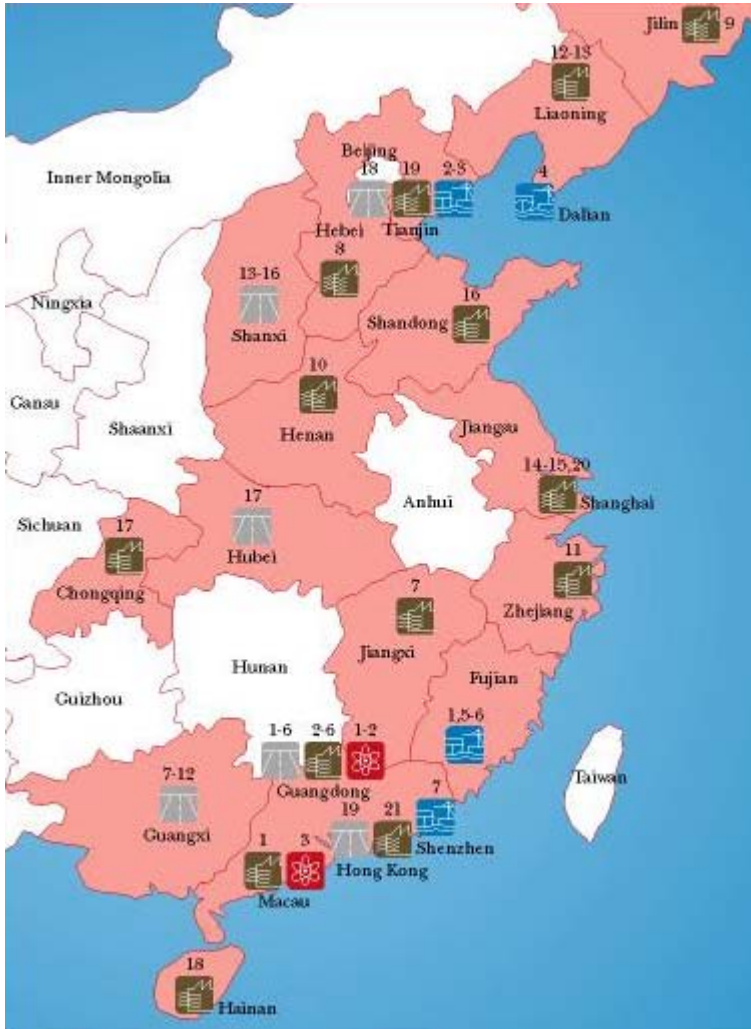 Jilin 9
12-13
Liaoning
Beijing
18 19 2-3 4
Inner Mongolia
Hebei Tianjin Dalian
8
13-16
Shanxi
16
Shandong
Ningxia
10
Henan
Gansu
Shaanxi
Jiangsu
14-15,20
Shanghai
Anhui
Sichuan
17
Hubei
17
Chongqing
11
Zhejiang
7
Jiangxi
Hunan
Fujian
Guizhou
1,5-6
1-6 2-6 1-2
Guangdong
Taiwan
7-12
Guangxi
7
19 21
Shenzhen
1 3
Hong Kong
Macau
18
Hainan